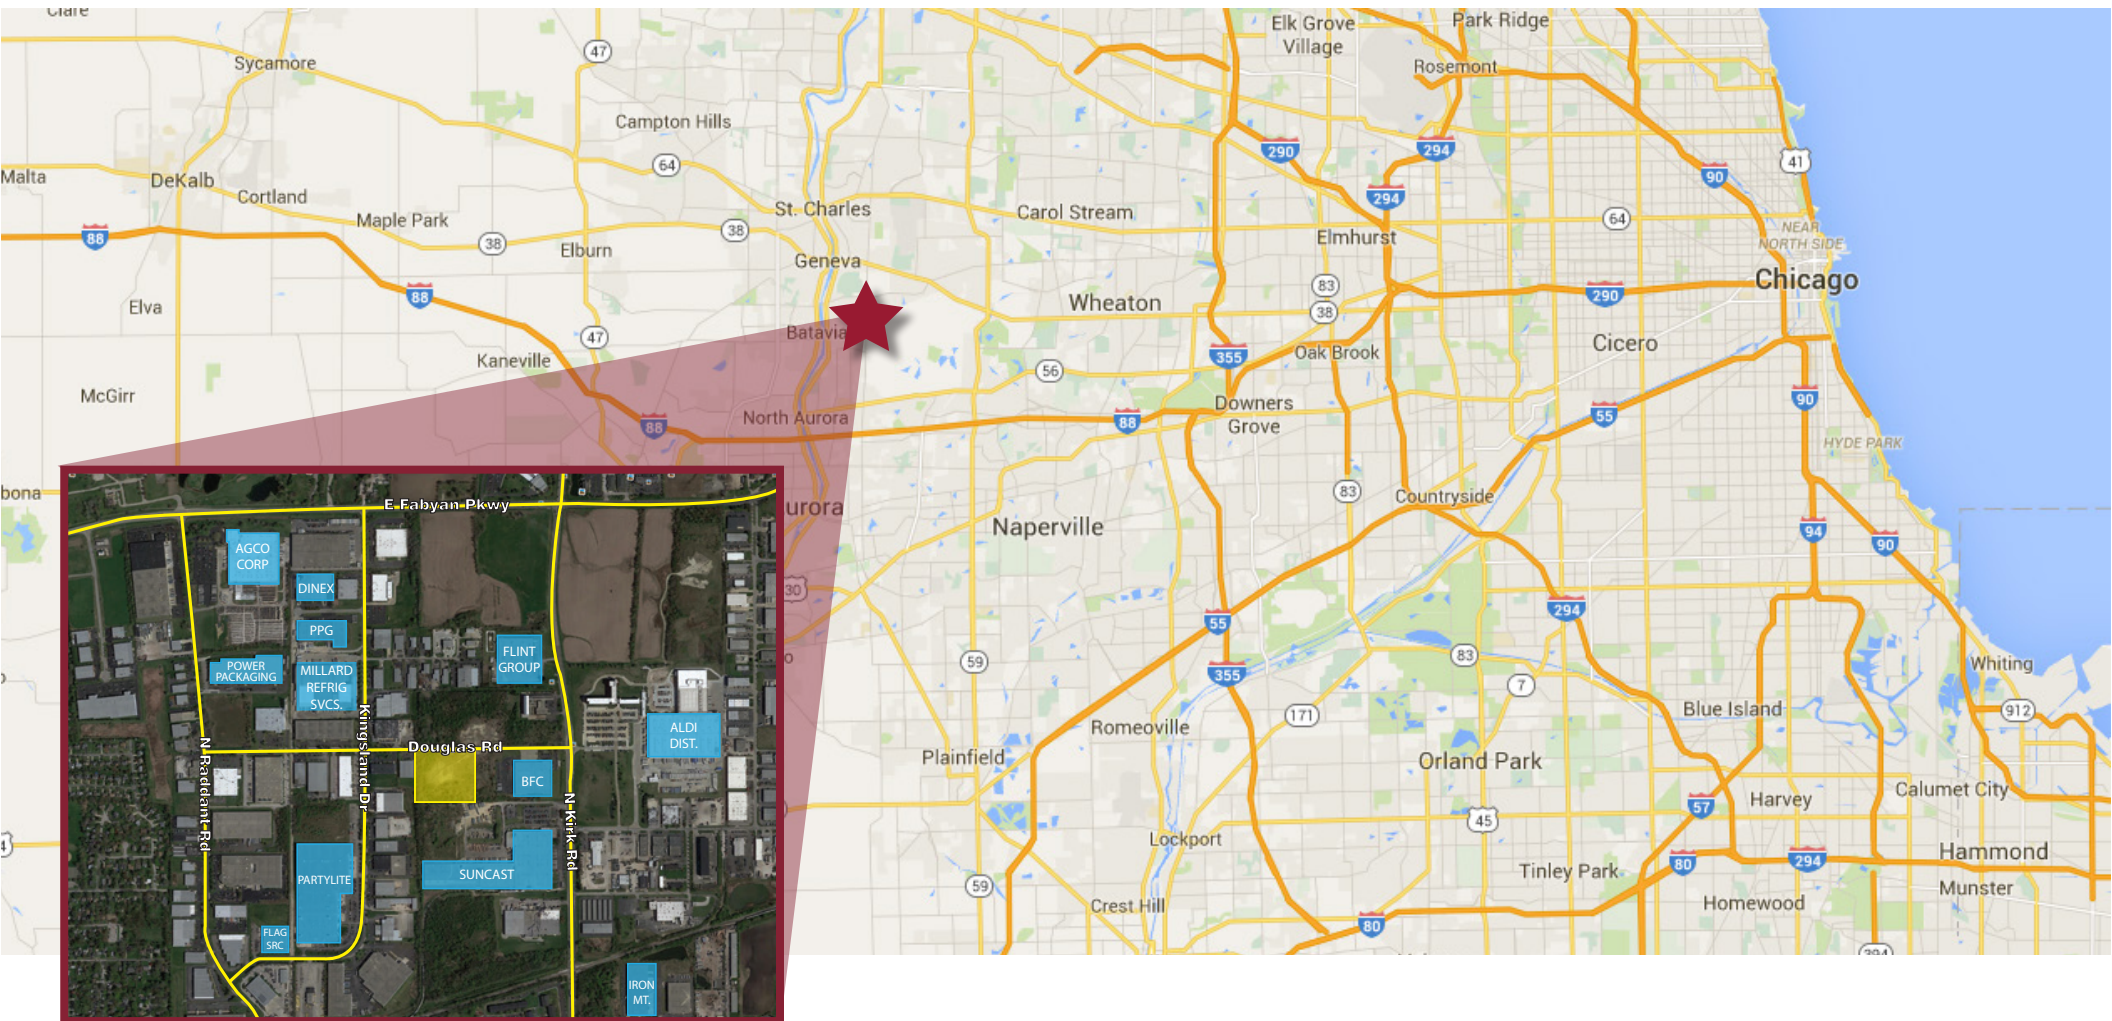 Clare
Sycamore
47
Campton Hills
Elk Grove
Village
Park Ridge
Rosemont
Malta
DeKalb
Cortland
Maple Park
64
St. Charles
Carol Stream
290
294
294
90
41
88
38
38
Elburn
Geneva
Elmhurst
64
NEAR
NORTH SIDE
Chicago
Elva
88
47
Batavia
Wheaton
83
38
290
Kaneville
355
Oak Brook
Cicero
McGirr
56
88
North Aurora
88
Downers
Grove
55
90
HYDE PARK
bona
urora
Naperville
83
Countryside
94
90
30
59
55
355
294
83
7
171
Whiting
912
Romeoville
Plainfield
Blue Island
Orland Park
57
Harvey
Calumet City
45
Lockport
Tinley Park
80
294
Hammond
Munster
Homewood
59
Crest Hill
80
394
o
4
E Fabyan Pkwy
AGCO
CORP
DINEX
PPG
POWER
PACKAGING
MILLARD
REFRIG
SVCS.
FLINT
GROUP
ALDI
DIST.
N Raddant Rd
Kingsland Dr
Douglas Rd
BFC
N Kirk Rd
PARTYLITE
SUNCAST
FLAG
SRC
IRON
MT.